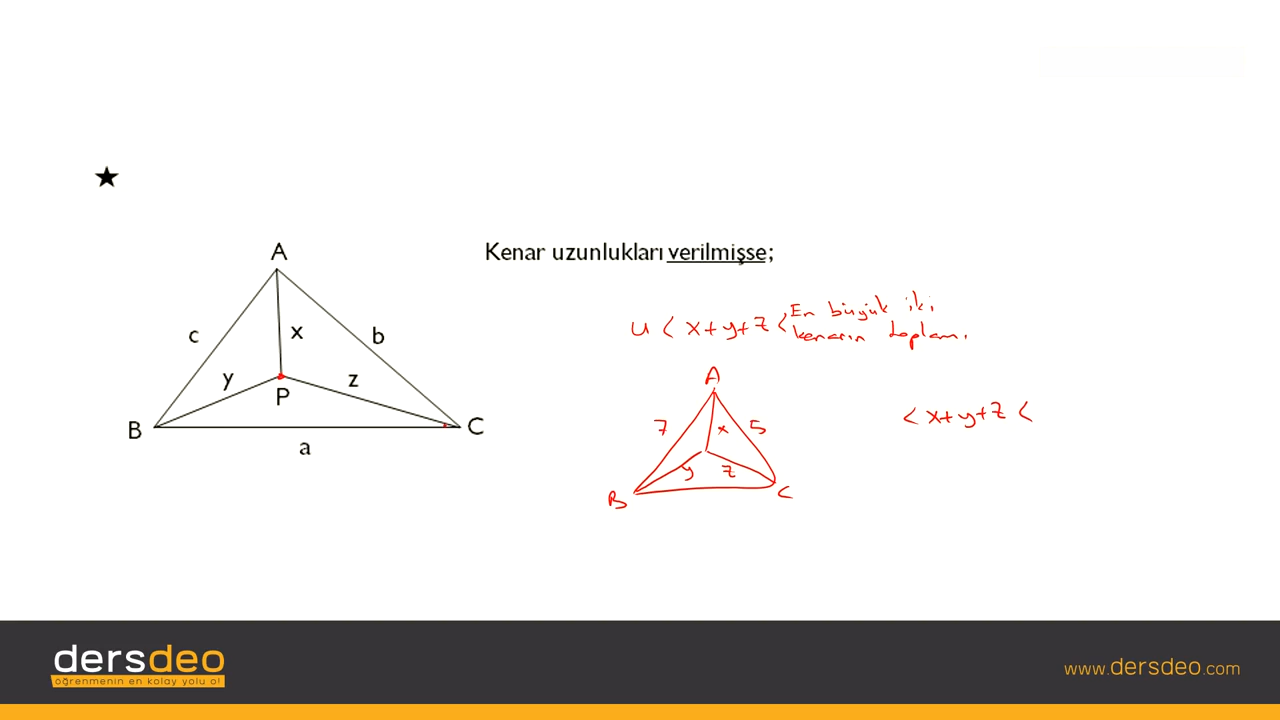 ★
A
c
x
b
y
z
P
B
C
a
Kenar uzunlukları verilmişse;
u < x+y+z < En büyük iki
kenarın toplamı
A
7
x
5
y
z
B
C
< x+y+z <
dersdeo
öğrenmenin en kolay yolu o!
www.dersdeo.com